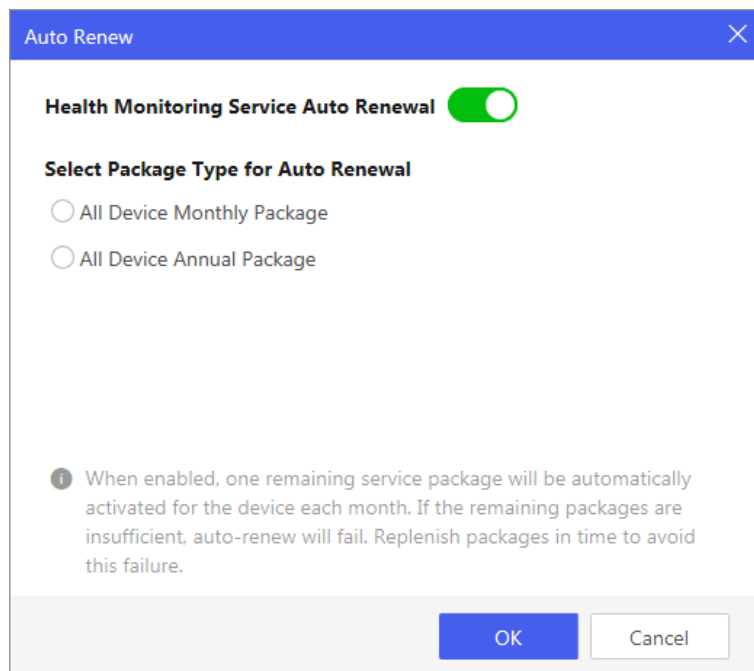 Auto Renew
Health Monitoring Service Auto Renewal
Select Package Type for Auto Renewal
All Device Monthly Package
All Device Annual Package
When enabled, one remaining service package will be automatically
activated for the device each month. If the remaining packages are
insufficient, auto-renew will fail. Replenish packages in time to avoid
this failure.
OK
Cancel